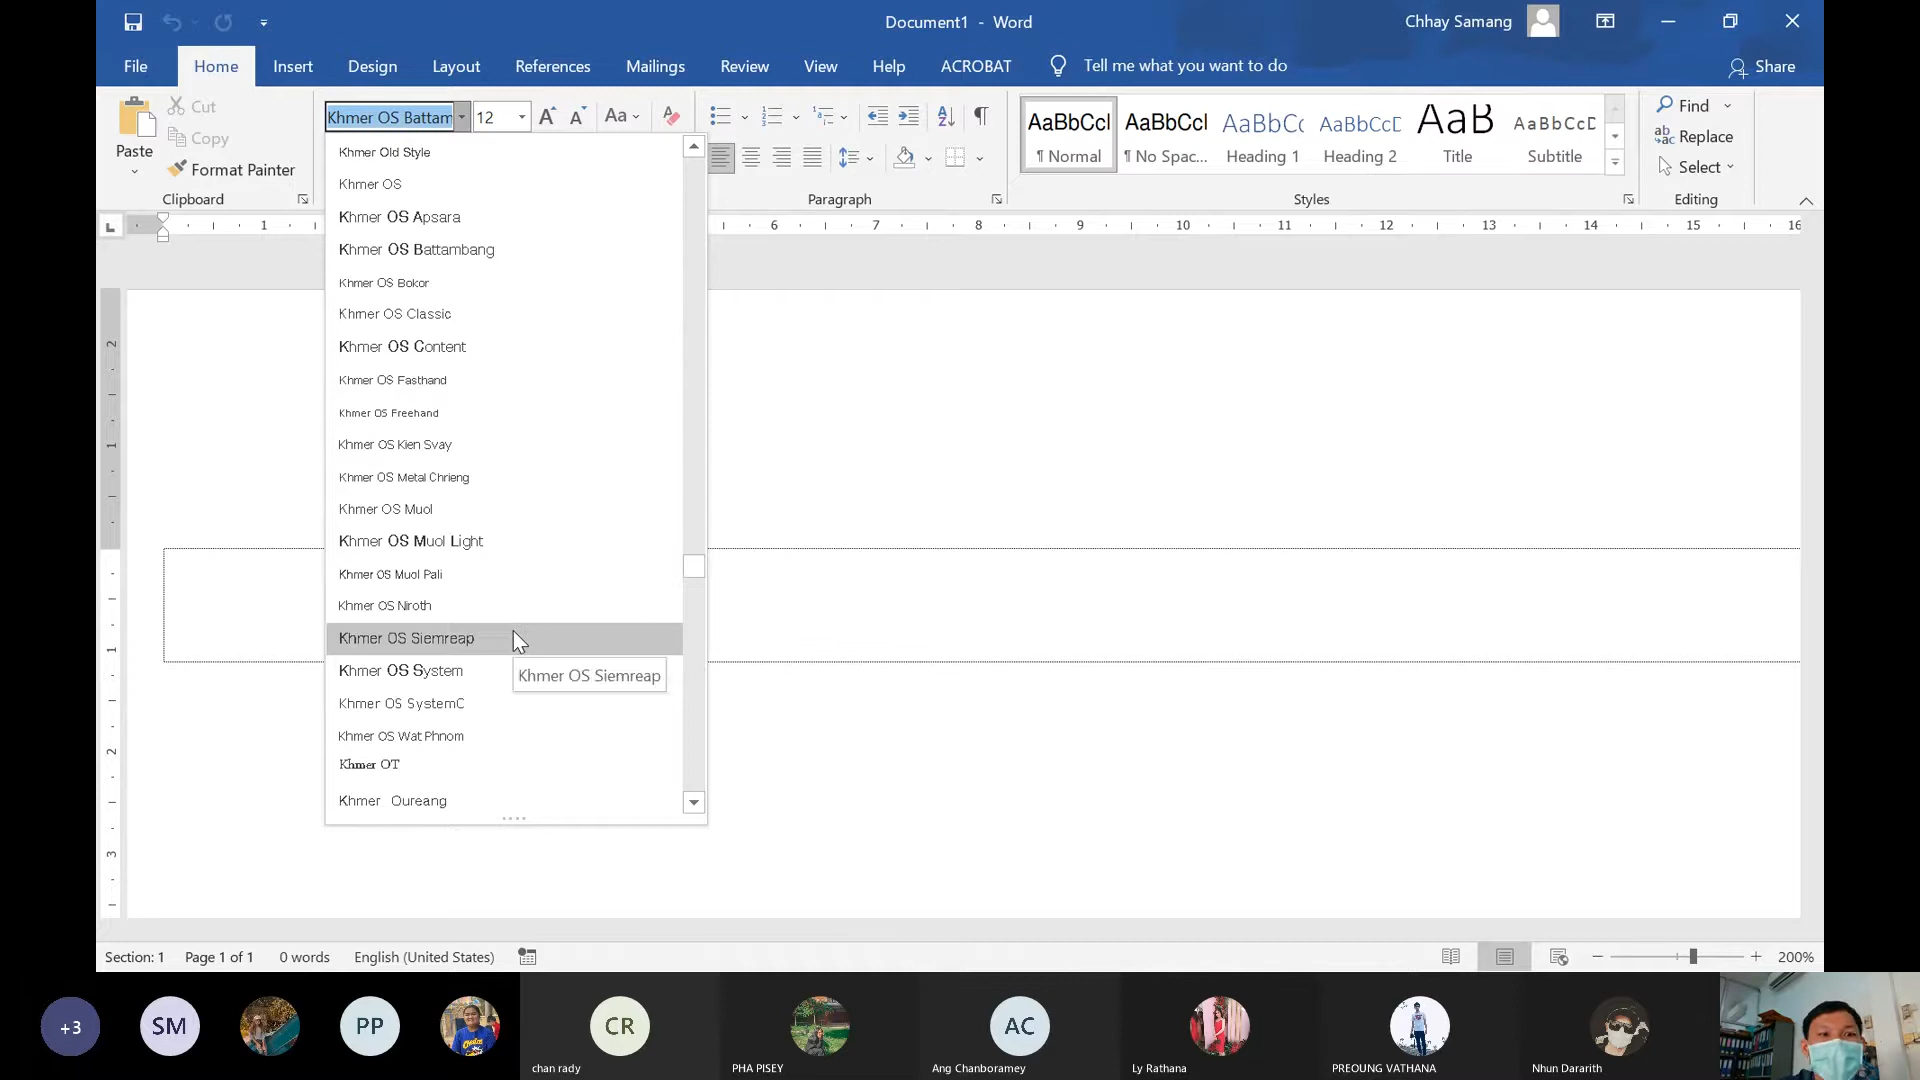 Document1 - Word
Chhay Samang
File Home Insert Design Layout References Mailings Review View Help ACROBAT Tell me what you want to do Share
Paste
Cut
Copy
Format Painter
Clipboard
Khmer OS Battam 12
Aa
Paragraph
AaBbCcI AaBbCcI AaBbCc AaBbCcD AaB AaBbCcD
¶ Normal ¶ No Spac... Heading 1 Heading 2 Title Subtitle
Styles
Find
Replace
Select
Editing
1 6 7 8 9 10 11 12 13 14 15 16
Khmer Old Style
Khmer OS
Khmer OS Apsara
Khmer OS Battambang
Khmer OS Bokor
Khmer OS Classic
Khmer OS Content
Khmer OS Fasthand
Khmer OS Freehand
Khmer OS Kien Svay
Khmer OS Metal Chrieng
Khmer OS Muol
Khmer OS Muol Light
Khmer OS Muol Pali
Khmer OS Niroth
Khmer OS Siemreap
Khmer OS System
Khmer OS Siemreap
Khmer OS SystemC
Khmer OS Wat Phnom
Khmer OT
Khmer Oureang
2
1
1
2
3
Section: 1 Page 1 of 1 0 words English (United States) 200%
+3 SM PP CR AC
chan rady PHA PISEY Ang Chanboramey Ly Rathana PREOUNG VATHANA Nhun Dararith